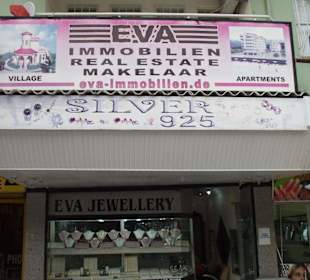 EVA
IMMOBILIEN
REAL ESTATE
MAKELAAR
VILLAGE
APARTMENTS
eva-immobilien.de
SILVER
925
EVA JEWELLERY